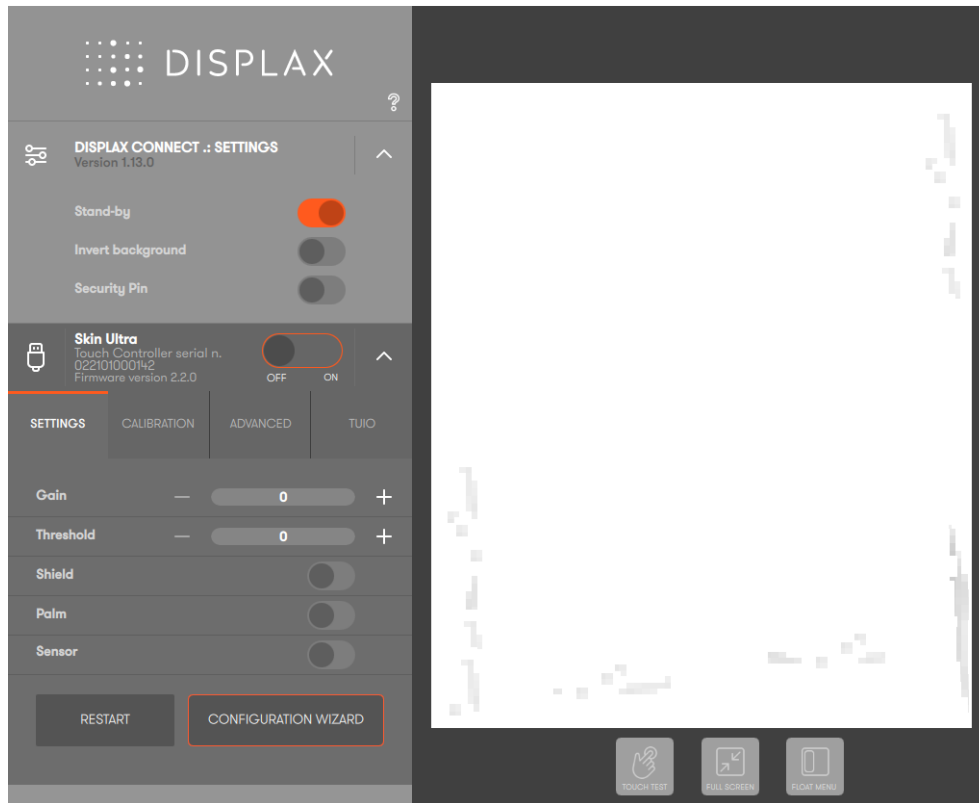 DISPLAX
?
DISPLAX CONNECT .: SETTINGS
Version 1.13.0
Stand-by
Invert background
Security Pin
Skin Ultra
Touch Controller serial n.
022101000142
Firmware version 2.2.0
OFF ON
SETTINGS CALIBRATION ADVANCED TUIO
Gain — 0 +
Threshold — 0 +
Shield
Palm
Sensor
RESTART CONFIGURATION WIZARD
TOUCH TEST FULL SCREEN FLOAT MENU